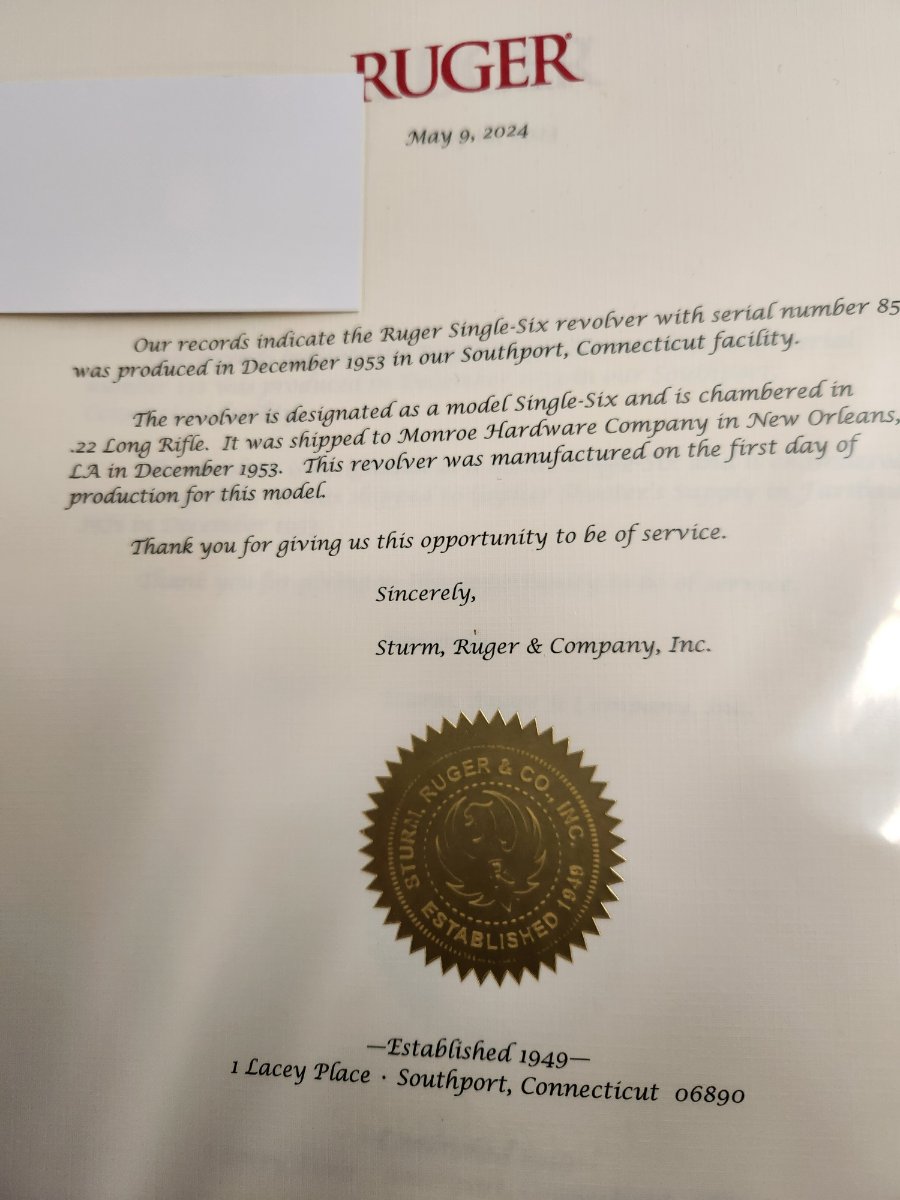 RUGER®
May 9, 2024
Our records indicate the Ruger Single-Six revolver with serial number 85
was produced in December 1953 in our Southport, Connecticut facility.
The revolver is designated as a model Single-Six and is chambered in
.22 Long Rifle. It was shipped to Monroe Hardware Company in New Orleans,
LA in December 1953. This revolver was manufactured on the first day of
production for this model.
Thank you for giving us this opportunity to be of service.
Sincerely,
Sturm, Ruger & Company, Inc.
STURM, RUGER & CO., INC.
ESTABLISHED 1949
—Established 1949—
1 Lacey Place · Southport, Connecticut 06890